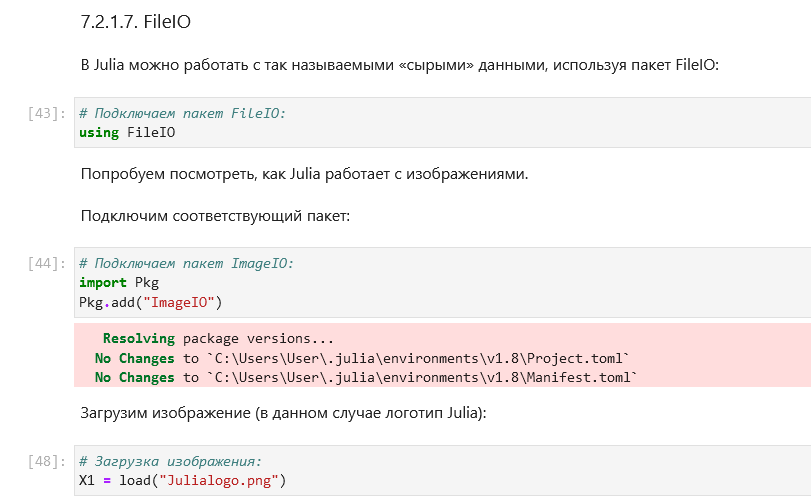 7.2.1.7. FileIO
В Julia можно работать с так называемыми «сырыми» данными, используя пакет FileIO:
[43]: # Подключаем пакет FileIO:
using FileIO
Попробуем посмотреть, как Julia работает с изображениями.
Подключим соответствующий пакет:
[44]: # Подключаем пакет ImageIO:
import Pkg
Pkg.add("ImageIO")
Resolving package versions...
No Changes to `C:\Users\User\.julia\environments\v1.8\Project.toml`
No Changes to `C:\Users\User\.julia\environments\v1.8\Manifest.toml`
Загрузим изображение (в данном случае логотип Julia):
[48]: # Загрузка изображения:
X1 = load("Julialogo.png")